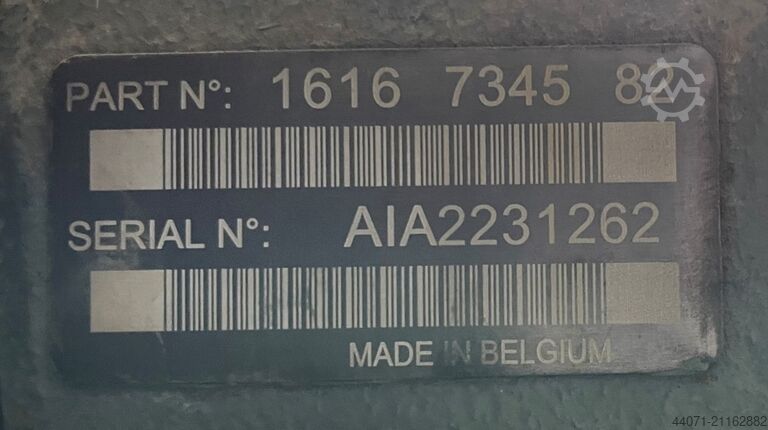 PART N°: 1616 7345 82
SERIAL N°: AIA2231262
MADE IN BELGIUM
44071-21162882